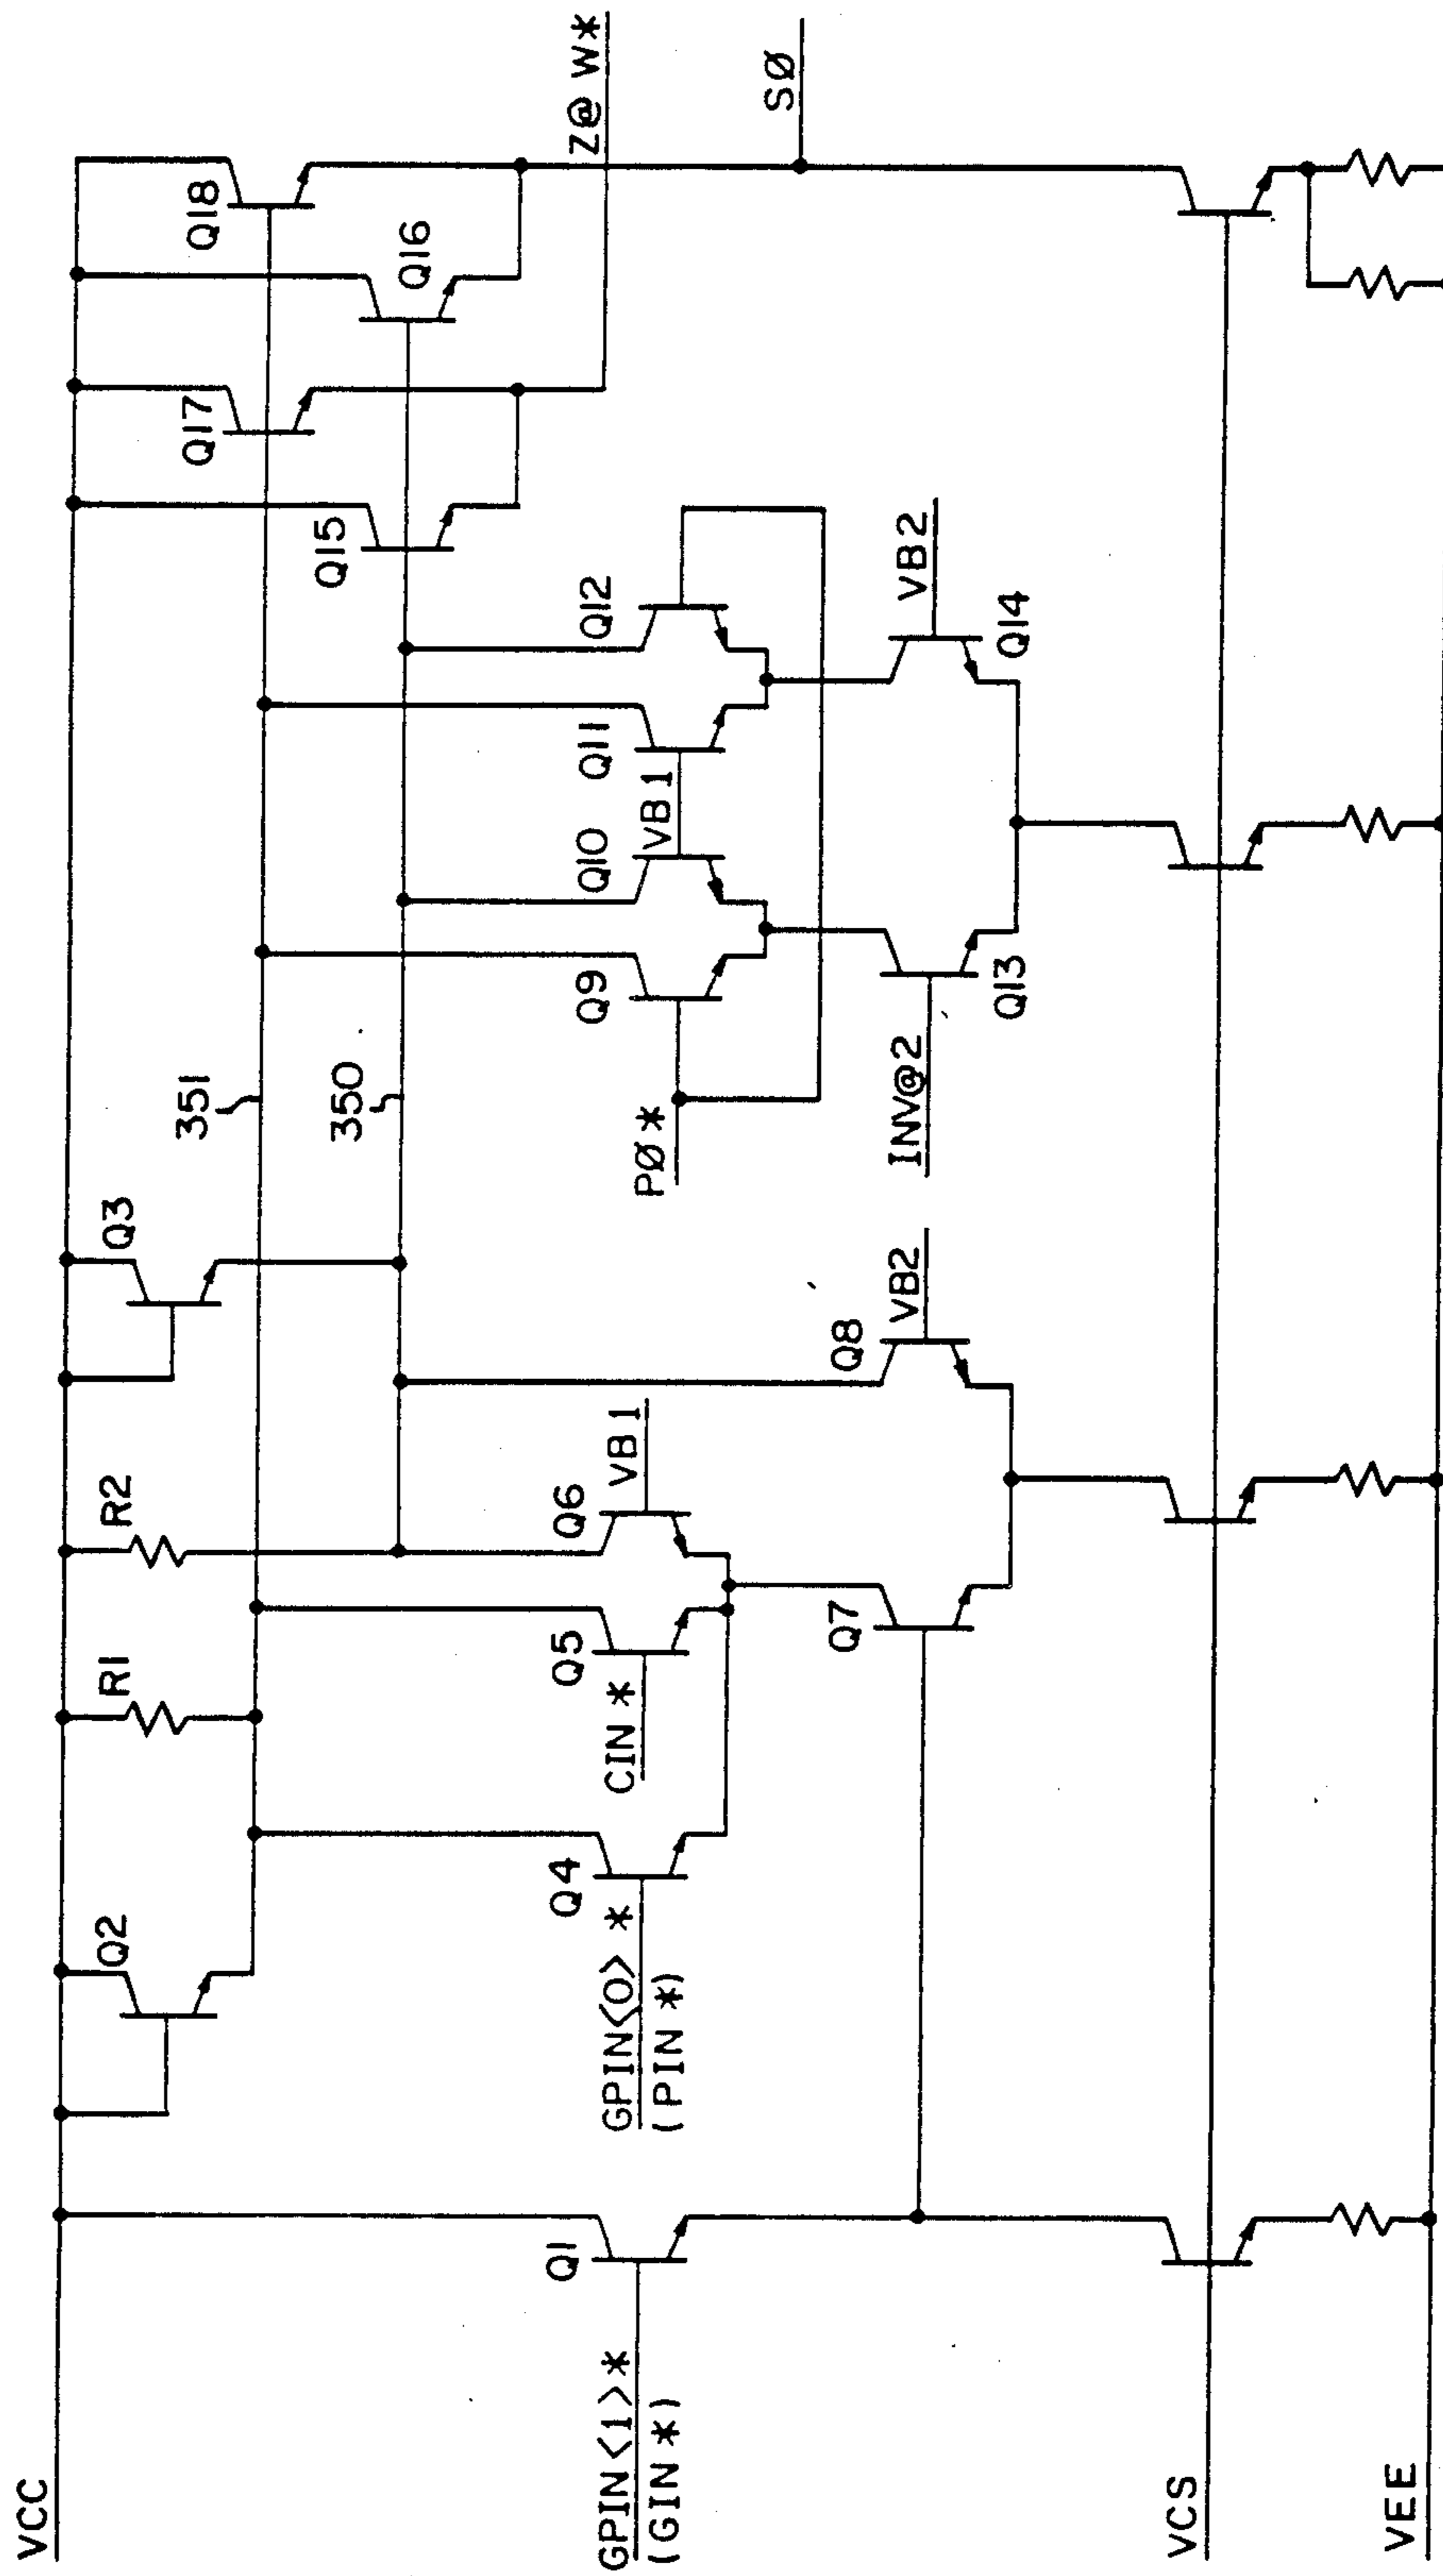 VCC
GPIN<1>*
(GIN*)
VCS
VEE
Q1
Q2
GPIN<0>*
(PIN*)
Q4
R1
CIN*
Q5
R2
Q6
VB1
Q7
Q8
VB2
Q3
351
350
PØ*
INV@2
Q9
Q10
VB1
Q11
Q12
Q13
Q14
VB2
Q15
Q17
Q16
Q18
Z@W*
SØ